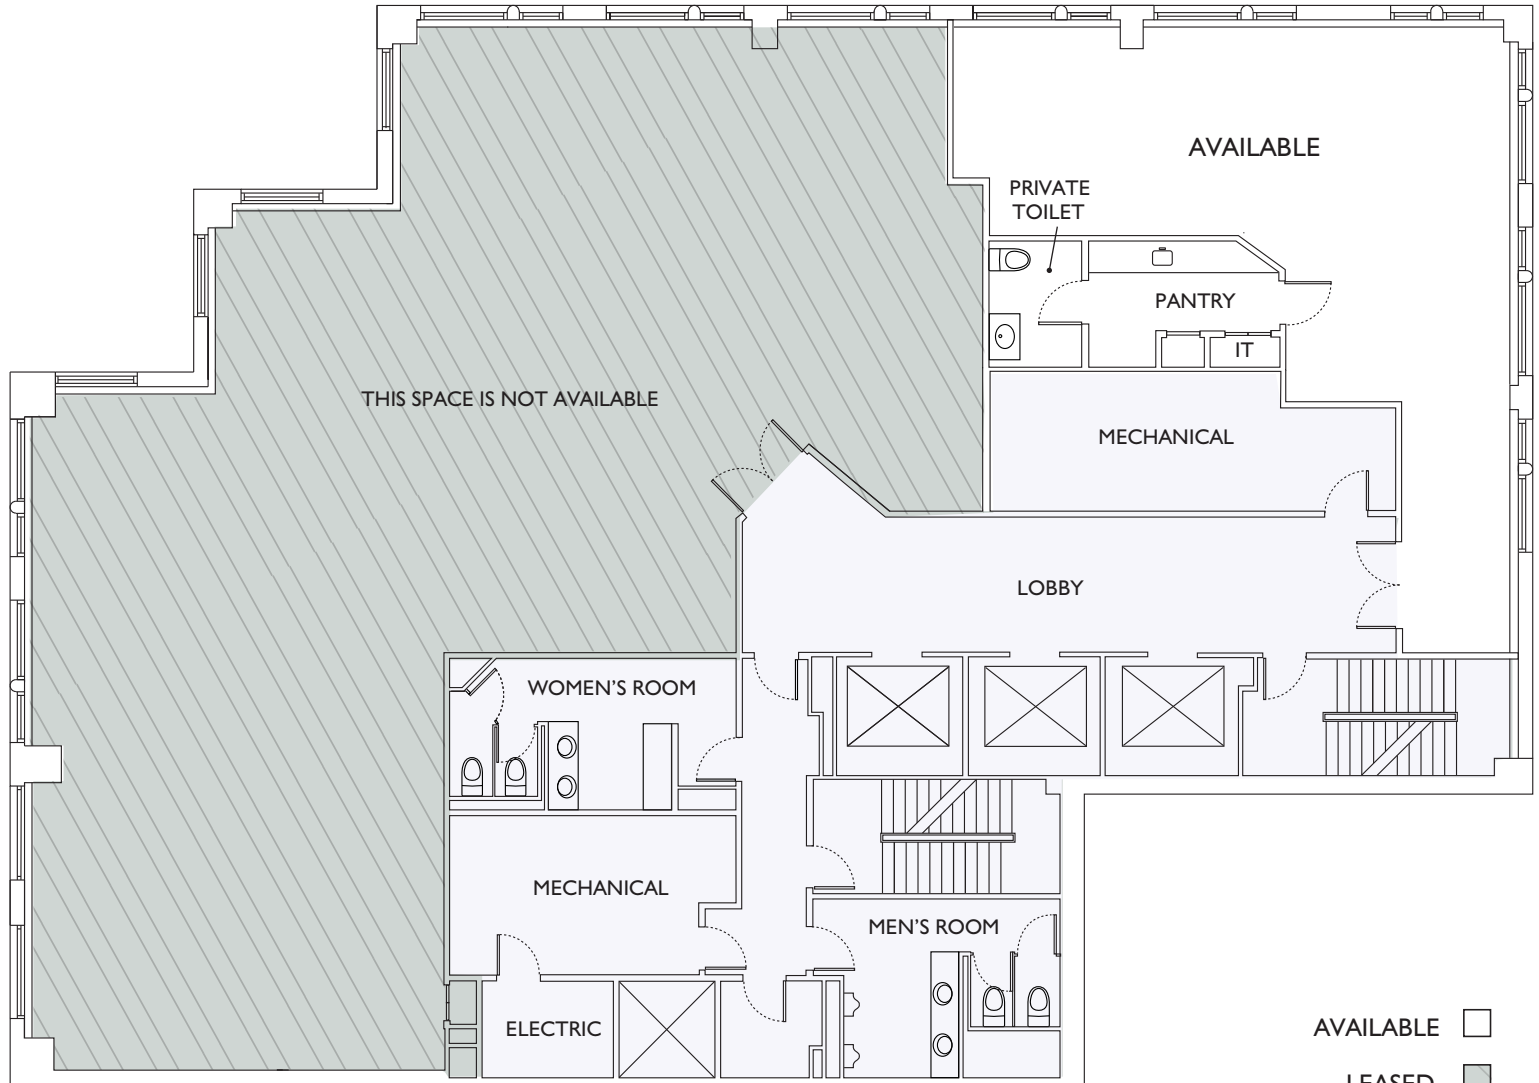 AVAILABLE
PRIVATE
TOILET
PANTRY
IT
THIS SPACE IS NOT AVAILABLE
MECHANICAL
LOBBY
WOMEN'S ROOM
MECHANICAL
MEN'S ROOM
ELECTRIC
AVAILABLE
LEASED